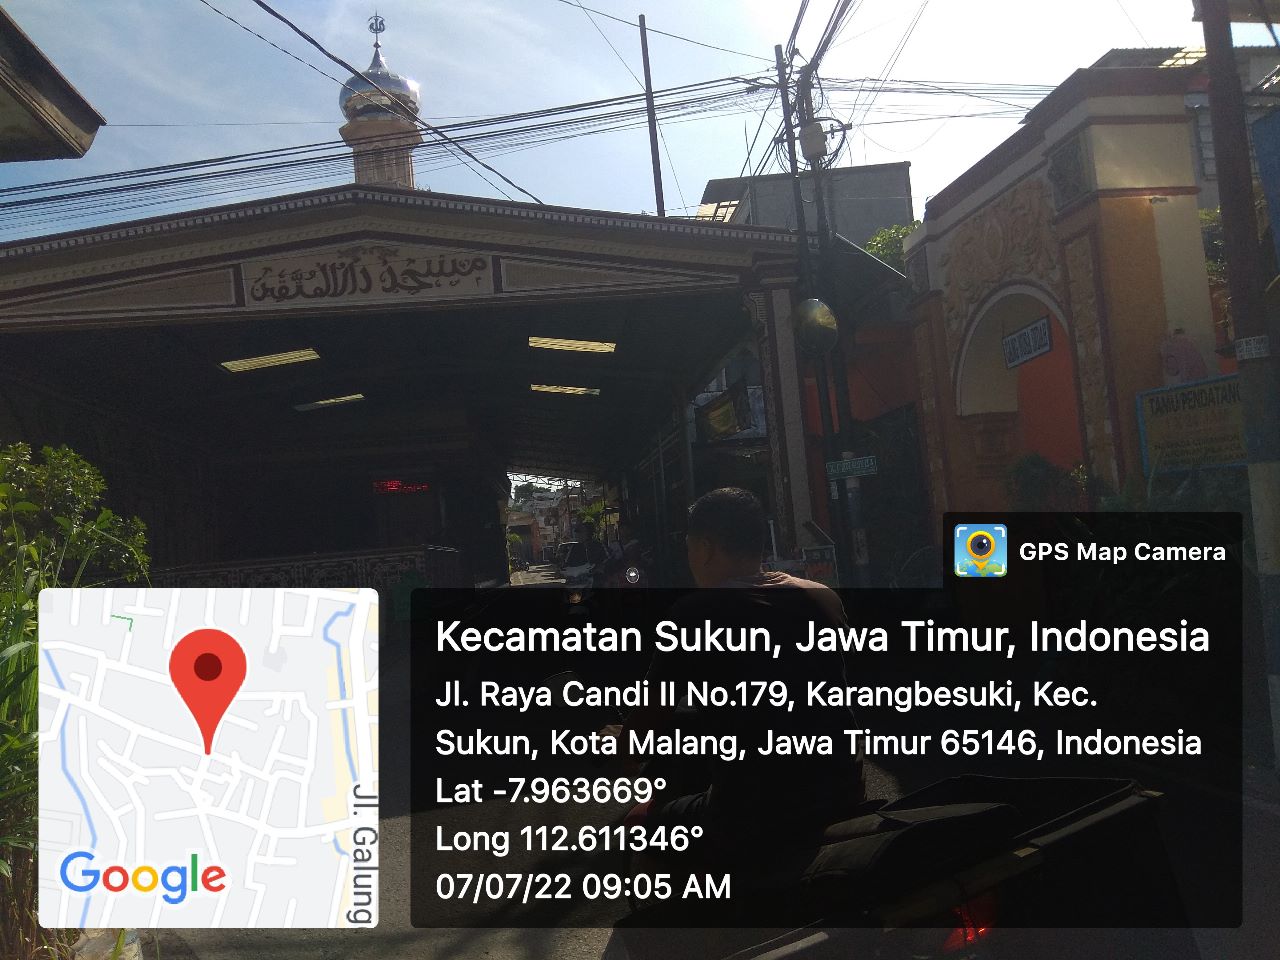 مسجد دار المتقين
TAMU PENDATANG
GPS Map Camera
Kecamatan Sukun, Jawa Timur, Indonesia
Jl. Raya Candi II No.179, Karangbesuki, Kec.
Sukun, Kota Malang, Jawa Timur 65146, Indonesia
Lat -7.963669°
Long 112.611346°
07/07/22 09:05 AM
Jl. Galung
Google